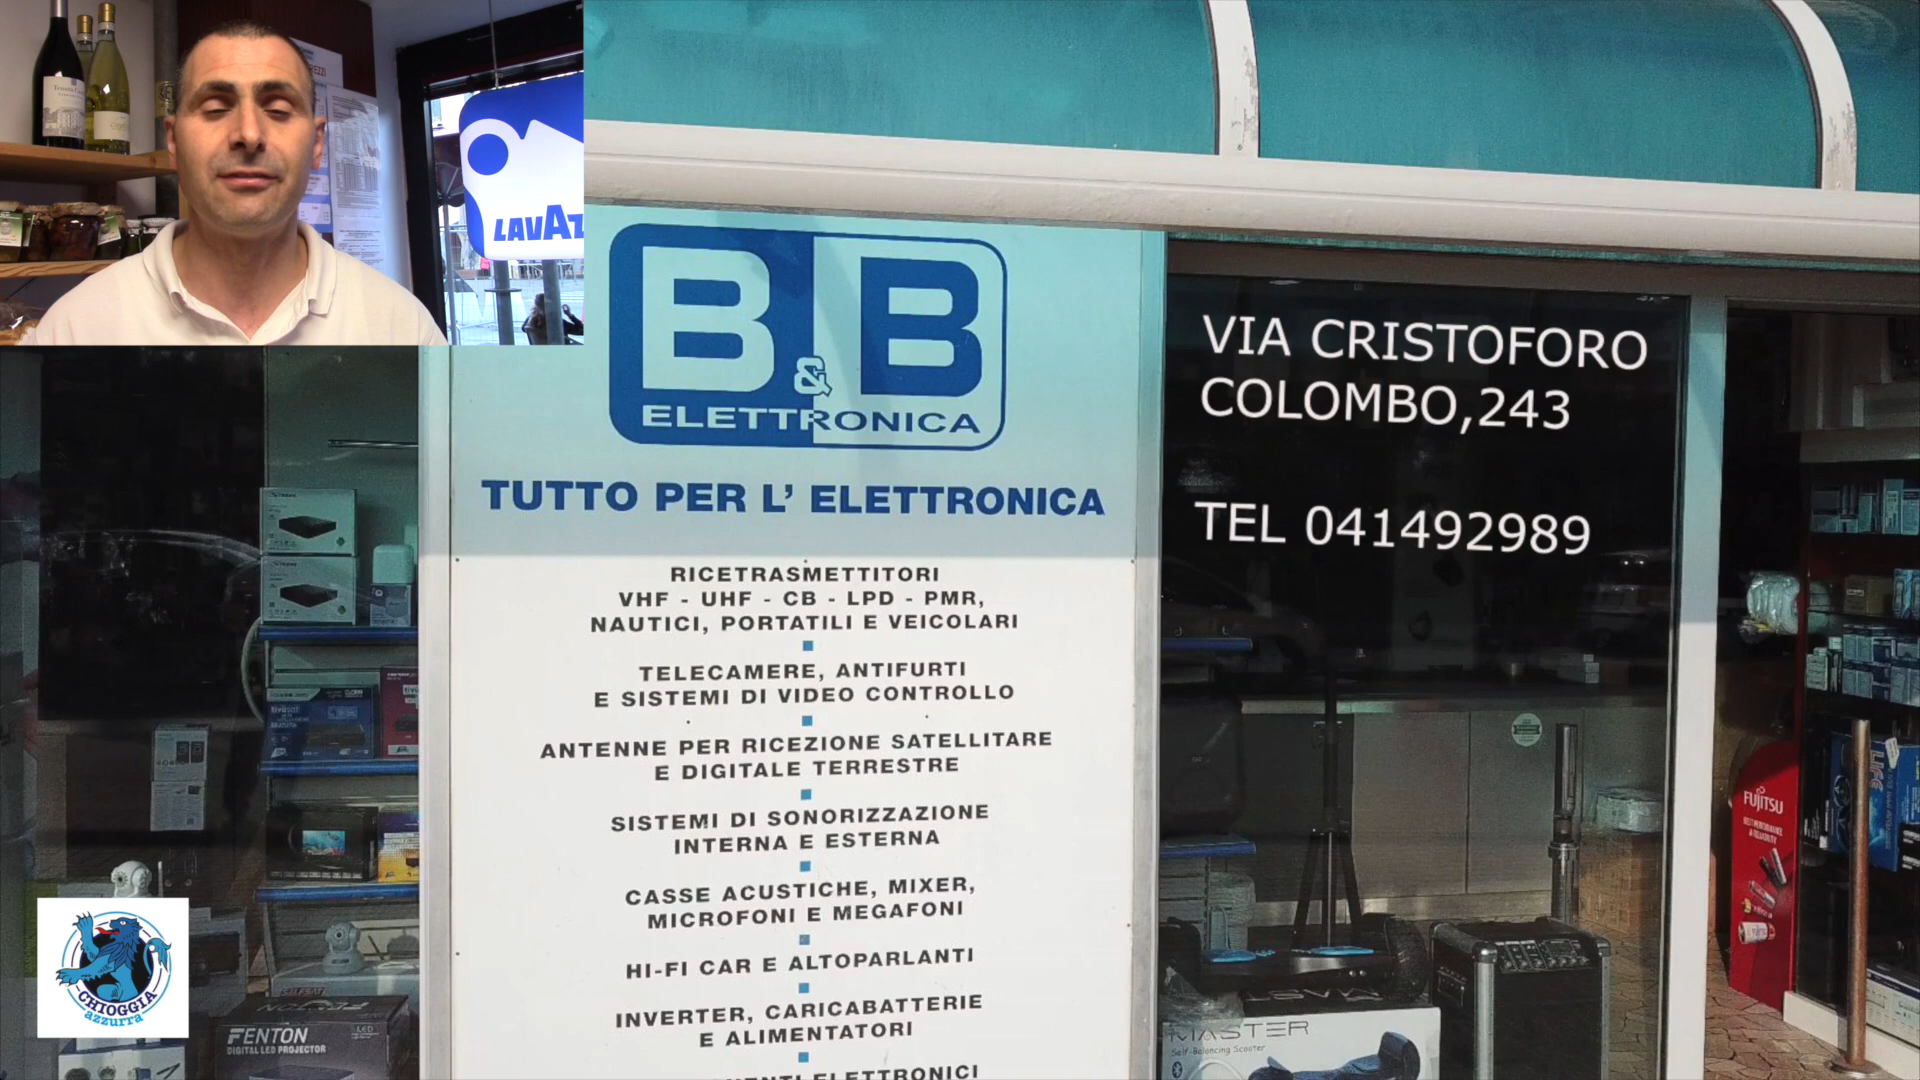 LAVAZ
B & B
ELETTRONICA
TUTTO PER L' ELETTRONICA
RICETRASMETTITORI
VHF - UHF - CB - LPD - PMR,
NAUTICI, PORTATILI E VEICOLARI
TELECAMERE, ANTIFURTI
E SISTEMI DI VIDEO CONTROLLO
ANTENNE PER RICEZIONE SATELLITARE
E DIGITALE TERRESTRE
SISTEMI DI SONORIZZAZIONE
INTERNA E ESTERNA
CASSE ACUSTICHE, MIXER,
MICROFONI E MEGAFONI
HI-FI CAR E ALTOPARLANTI
INVERTER, CARICABATTERIE
E ALIMENTATORI
ELETTRONICI
VIA CRISTOFORO
COLOMBO,243
TEL 041492989
FUJITSU
MASTER
Self-Balancing Scooter
CHIOGGIA
azzurra
FENTON
LED
DIGITAL LED PROJECTOR